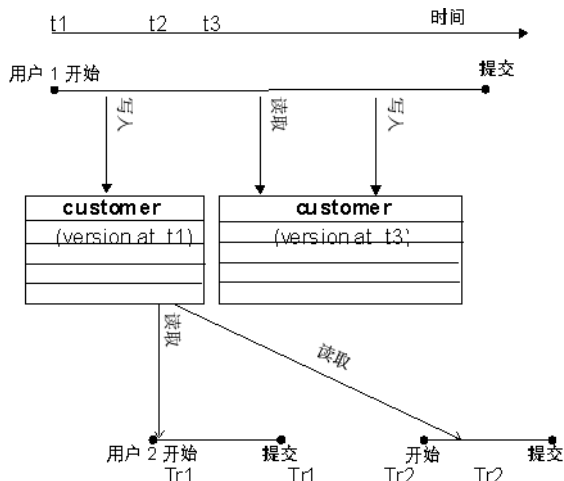 t1 t2 t3 时间
用户 1 开始 提交
写入 读取 写入
customer customer
(version at t1) (version at t3)
读取 读取
用户 2 开始 提交 开始 提交
Tr1 Tr1 Tr2 Tr2